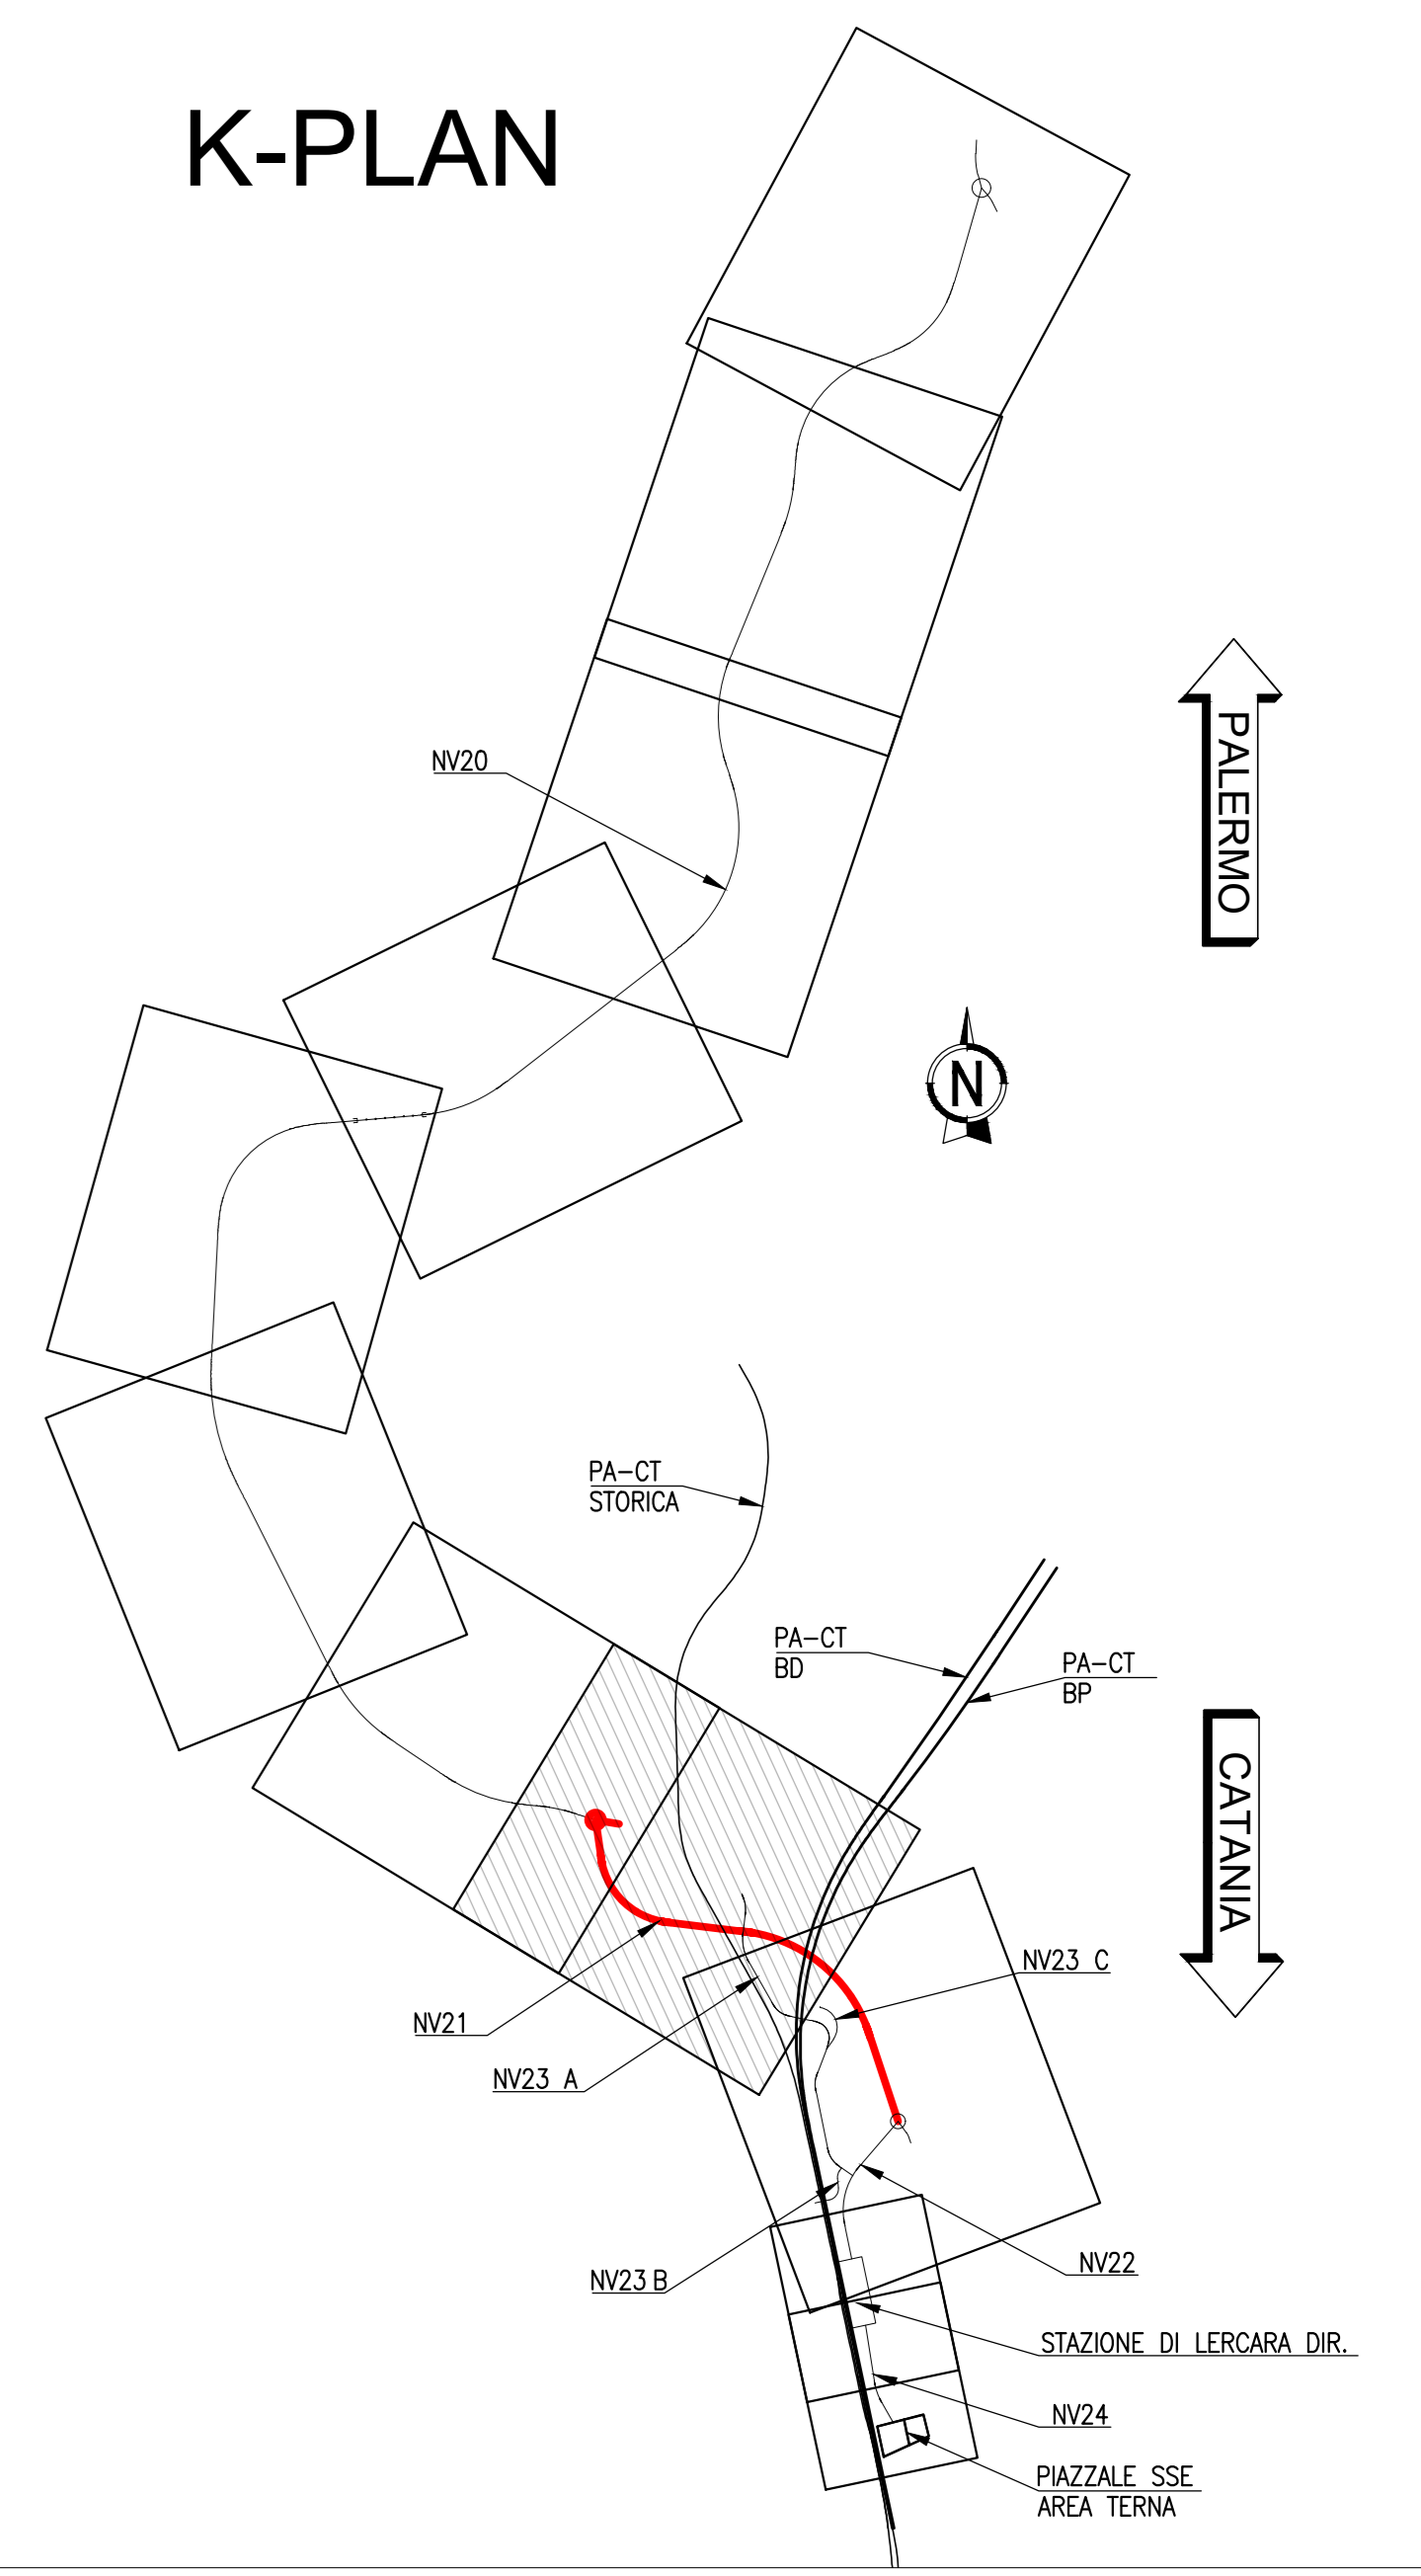 K-PLAN
PALERMO
NV20
N
PA-CT
STORICA
PA-CT
BD
PA-CT
BP
CATANIA
NV23 C
NV21
NV23 A
NV22
NV23 B
STAZIONE DI LERCARA DIR.
NV24
PIAZZALE SSE
AREA TERNA